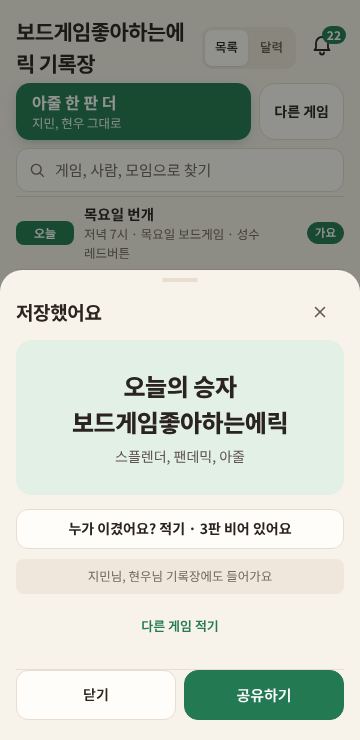 보드게임좋아하는에
릭 기록장
목록
달력
22
아줄 한 판 더
지민, 현우 그대로
다른 게임
게임, 사람, 모임으로 찾기
오늘
목요일 번개
저녁 7시 · 목요일 보드게임 · 성수
레드버튼
가요
저장했어요
오늘의 승자
보드게임좋아하는에릭
스플렌더, 팬데믹, 아줄
누가 이겼어요? 적기 · 3판 비어 있어요
지민님, 현우님 기록장에도 들어가요
다른 게임 적기
닫기
공유하기